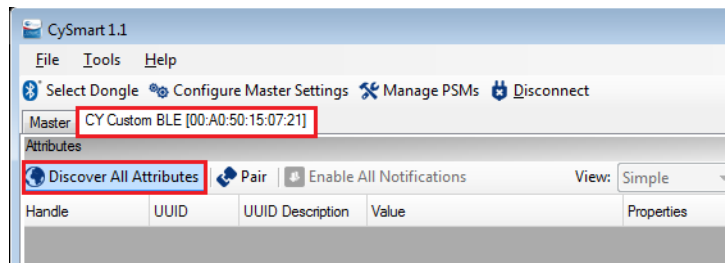 CySmart 1.1
File Tools Help
Select Dongle Configure Master Settings Manage PSMs Disconnect
Master CY Custom BLE [00:A0:50:15:07:21]
Attributes
Discover All Attributes Pair Enable All Notifications View: Simple
Handle UUID UUID Description Value Properties